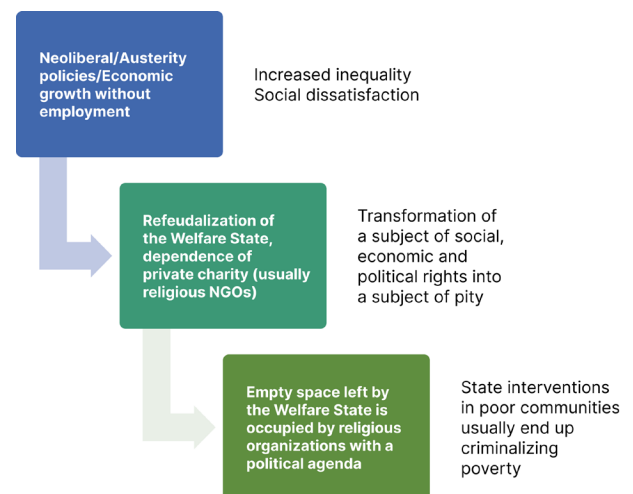 Neoliberal/Austerity
policies/Economic
growth without
employment
Increased inequality
Social dissatisfaction
Refeudalization of
the Welfare State,
dependence of
private charity (usually
religious NGOs)
Transformation of
a subject of social,
economic and
political rights into
a subject of pity
Empty space left by
the Welfare State is
occupied by religious
organizations with a
political agenda
State interventions
in poor communities
usually end up
criminalizing
poverty